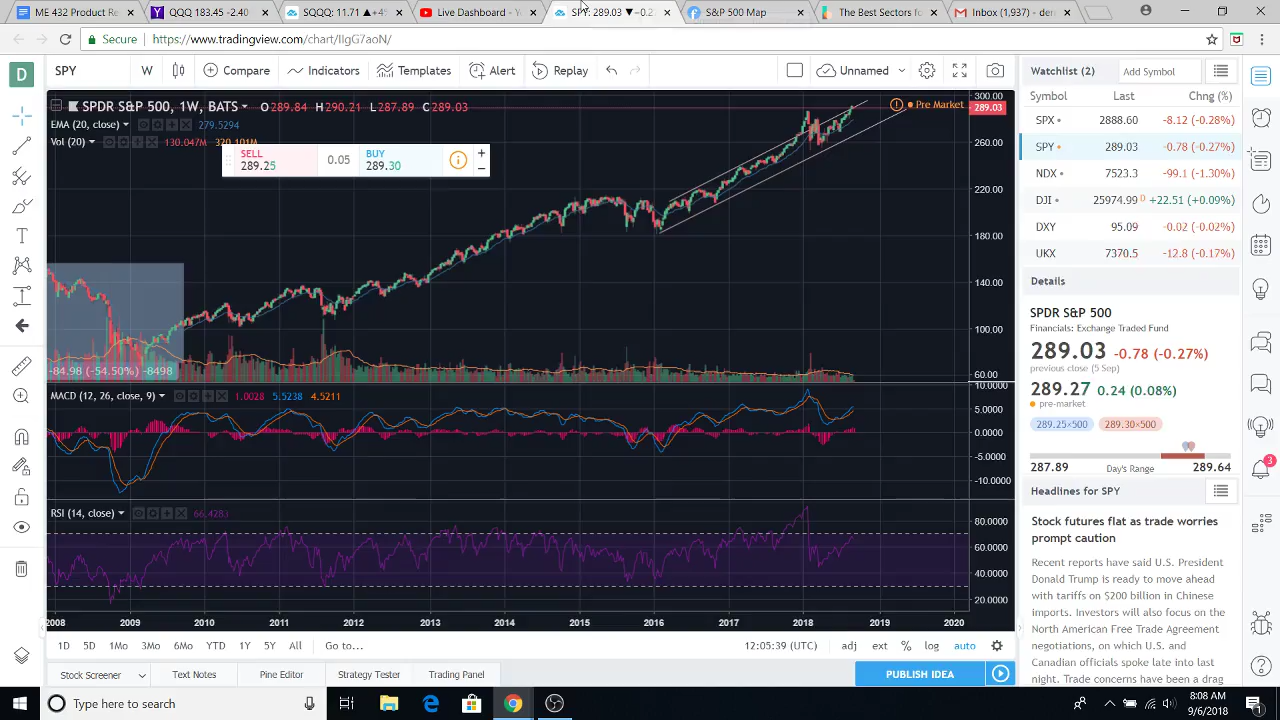 ME 432 Product Re
QQQ 183.45 -2.40
SQQQ: 11.71 ▲+4
Live Dashboard - Y
SPY: 289.03 ▼-0.2
S&P 500 Map
The Best Sectors fo
Gmail Inbox (1,937) - den
Secure
https://www.tradingview.com/chart/IlgG7aoN/
D
SPY
W
Compare
Indicators
Templates
Alert
Replay
Unnamed
SPDR S&P 500, 1W, BATS
O289.84 H290.21 L287.89 C289.03
EMA (20, close)
279.5294
Vol (20)
130.047M
320.101M
SELL
289.25
0.05
BUY
289.30
+
−
Pre Market
300.00
289.03
260.00
220.00
180.00
140.00
100.00
60.00
-84.98 (-54.50%) -8498
MACD (12, 26, close, 9)
1.0028
5.5238
4.5211
10.0000
5.0000
0.0000
-5.0000
-10.0000
RSI (14, close)
66.4283
80.0000
60.0000
40.0000
20.0000
2008
2009
2010
2011
2012
2013
2014
2015
2016
2017
2018
2019
2020
1D
5D
1Mo
3Mo
6Mo
YTD
1Y
5Y
All
Go to...
12:05:39 (UTC)
adj
ext
%
log
auto
Stock Screener
Text Notes
Pine Editor
Strategy Tester
Trading Panel
PUBLISH IDEA
Watchlist (2)
Add Symbol
Symbol
Last
Chng (%)
SPX
2888.60
-8.12 (-0.28%)
SPY
289.03
-0.78 (-0.27%)
NDX
7523.3
-99.1 (-1.30%)
DJI
25974.99 D
+22.51 (+0.09%)
DXY
95.09
-0.02 (-0.02%)
UKX
7370.5
-12.8 (-0.17%)
Details
SPDR S&P 500
Financials: Exchange Traded Fund
289.03 -0.78 (-0.27%)
previous close (5 Sep)
289.27 0.24 (0.08%)
pre-market
289.25×500
289.30×500
287.89
Day's Range
289.64
Headlines for SPY
Stock futures flat as trade worries
prompt caution
Recent reports have said U.S. President
Donald Trump is ready to move ahead
with tariffs on $200 billion in Chinese
imports. Investors will also focus on the
North American Free Trade Agreement
negotiations, on which U.S. and
Canadian officials spoke late into last
night. Trade concerns have been a drag
3
Type here to search
8:08 AM
9/6/2018
1